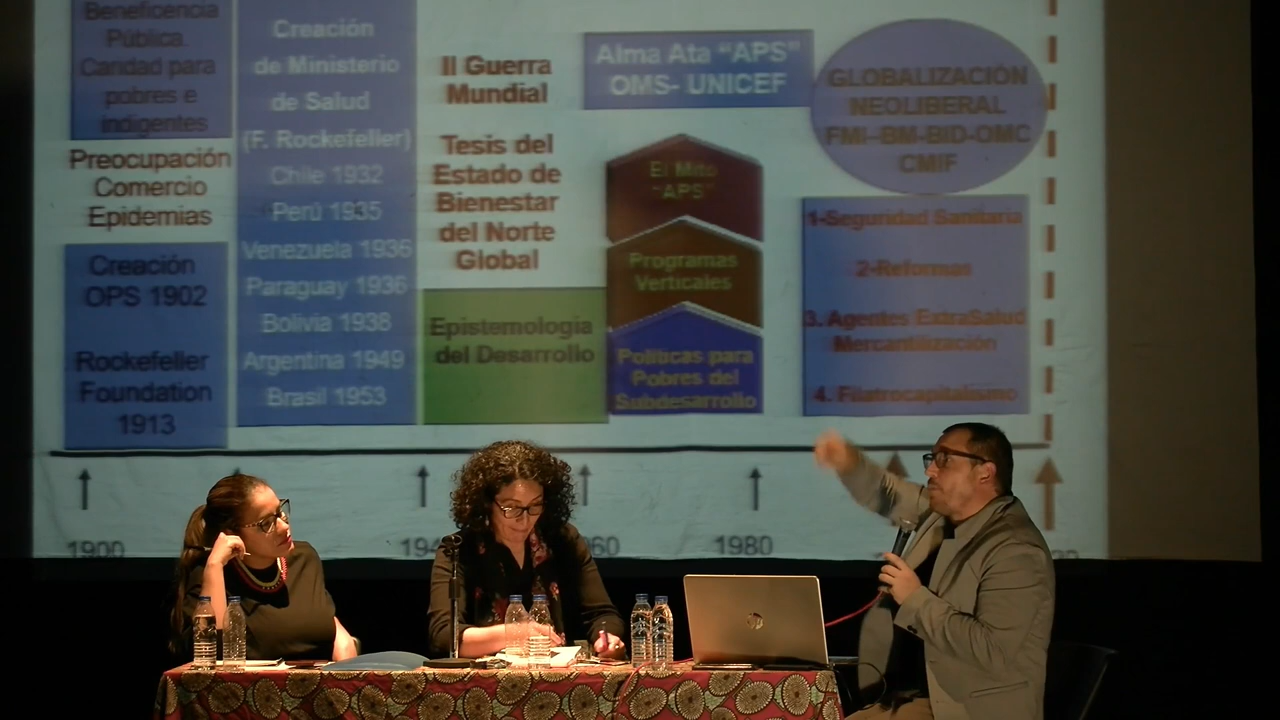 Beneficencia
Pública.
Caridad para
pobres e
indigentes
Preocupación
Comercio
Epidemias
Creación
OPS 1902
Rockefeller
Foundation
1913
Creación
de Ministerio
de Salud
(F. Rockefeller)
Chile 1932
Perú 1935
Venezuela 1936
Paraguay 1936
Bolivia 1938
Argentina 1949
Brasil 1953
II Guerra
Mundial
Tesis del
Estado de
Bienestar
del Norte
Global
Epistemologia
del Desarrollo
Alma Ata “APS”
OMS- UNICEF
El Mito
“APS”
Programas
Verticales
Políticas para
Pobres del
Subdesarrollo
GLOBALIZACIÓN
NEOLIBERAL
FMI--BM-BID-OMC
CMIF
1-Seguridad Sanitaria
2-Reformas
3. Agentes ExtraSalud
Mercantilización
4. Filatrocapitalismo
1900
1980
hp